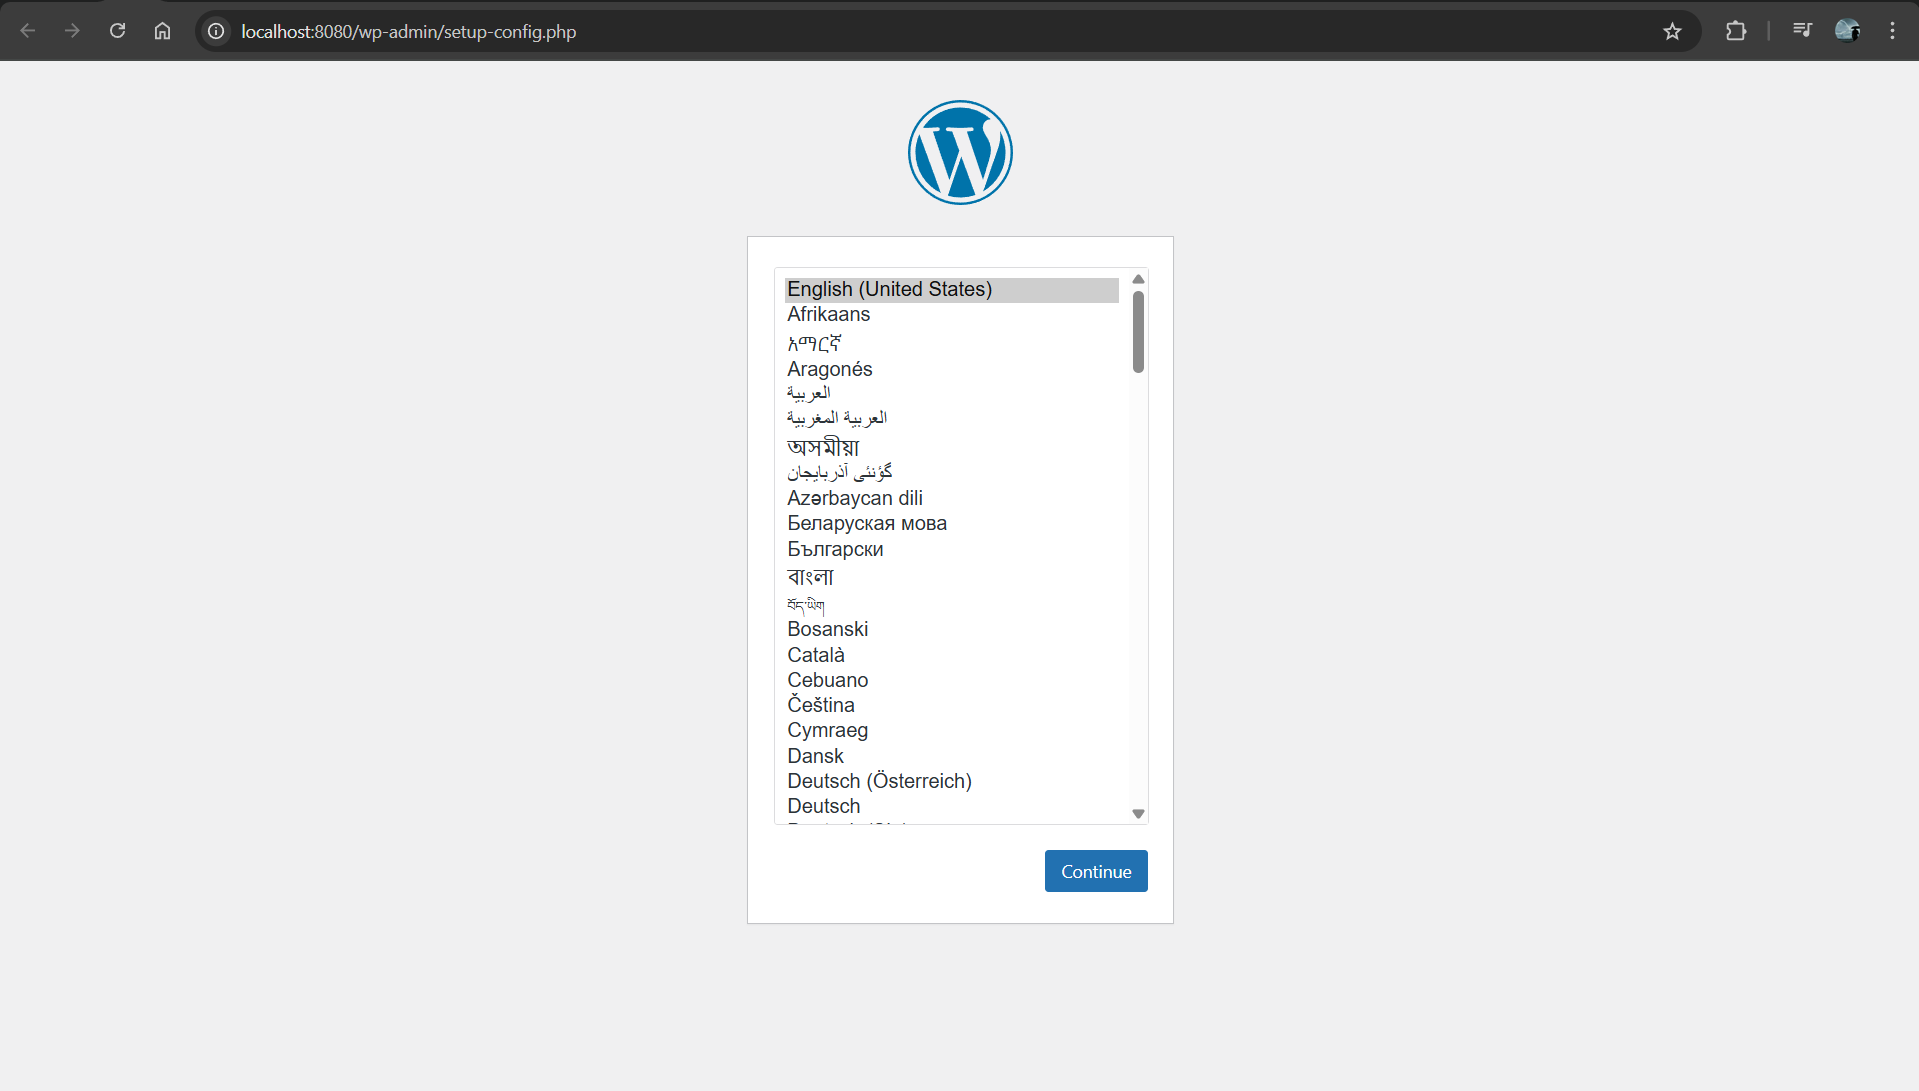 localhost:8080/wp-admin/setup-config.php
English (United States)
Afrikaans
አማርኛ
Aragonés
العربية
العربية المغربية
অসমীয়া
گؤنئی آذربایجان
Azərbaycan dili
Беларуская мова
Български
বাংলা
བོད་ཡིག
Bosanski
Català
Cebuano
Čeština
Cymraeg
Dansk
Deutsch (Österreich)
Deutsch
Continue